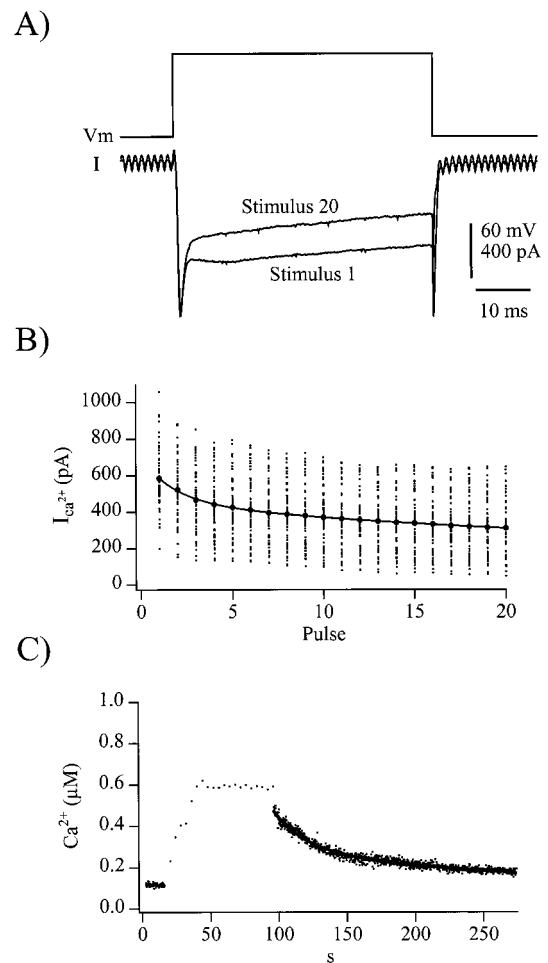 A)
Vm
I
Stimulus 20
Stimulus 1
60 mV
400 pA
10 ms
B)
I_Ca²⁺ (pA)
1000
800
600
400
200
0
0 5 10 15 20
Pulse
C)
Ca²⁺ (μM)
1.0
0.8
0.6
0.4
0.2
0.0
0 50 100 150 200 250
s